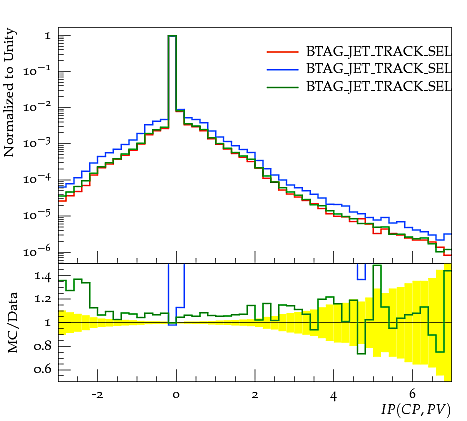 Normalized to Unity
1
10⁻¹
10⁻²
10⁻³
10⁻⁴
10⁻⁵
10⁻⁶
BTAG_JET_TRACK_SEL
BTAG_JET_TRACK_SEL
BTAG_JET_TRACK_SEL
MC/Data
1.4
1.2
1
0.8
0.6
-2 0 2 4 6
IP(CP, PV)